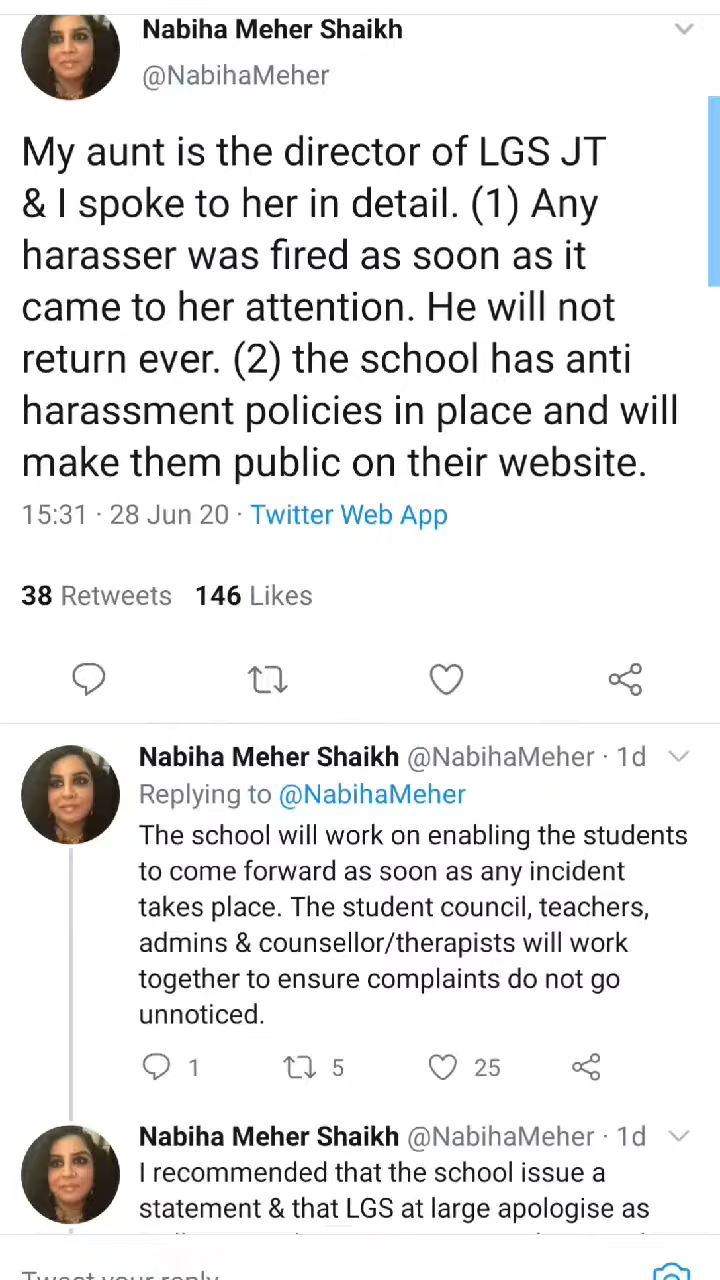 Nabiha Meher Shaikh
@NabihaMeher
My aunt is the director of LGS JT
& I spoke to her in detail. (1) Any
harasser was fired as soon as it
came to her attention. He will not
return ever. (2) the school has anti
harassment policies in place and will
make them public on their website.
15:31 · 28 Jun 20 · Twitter Web App
38 Retweets 146 Likes
Nabiha Meher Shaikh @NabihaMeher · 1d
Replying to @NabihaMeher
The school will work on enabling the students
to come forward as soon as any incident
takes place. The student council, teachers,
admins & counsellor/therapists will work
together to ensure complaints do not go
unnoticed.
1 5 25
Nabiha Meher Shaikh @NabihaMeher · 1d
I recommended that the school issue a
statement & that LGS at large apologise as
Tweet your reply